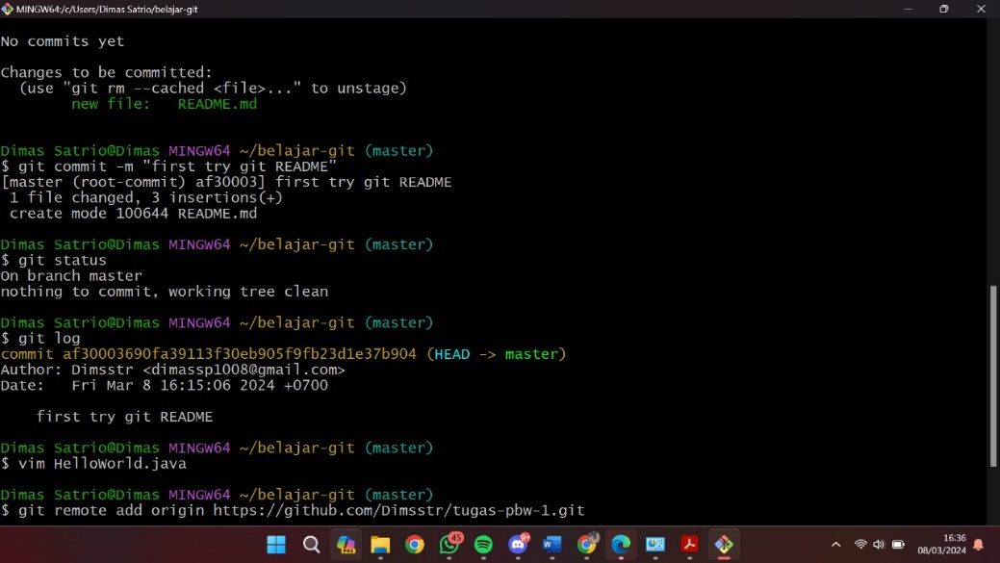 MINGW64:/c/Users/Dimas Satrio/belajar-git
No commits yet
Changes to be committed:
(use "git rm --cached <file>..." to unstage)
new file: README.md
Dimas Satrio@Dimas MINGW64 ~/belajar-git (master)
$ git commit -m "first try git README"
[master (root-commit) af30003] first try git README
1 file changed, 3 insertions(+)
create mode 100644 README.md
Dimas Satrio@Dimas MINGW64 ~/belajar-git (master)
$ git status
On branch master
nothing to commit, working tree clean
Dimas Satrio@Dimas MINGW64 ~/belajar-git (master)
$ git log
commit af30003690fa39113f30eb905f9fb23d1e37b904 (HEAD -> master)
Author: Dimsstr <dimassp1008@gmail.com>
Date: Fri Mar 8 16:15:06 2024 +0700
first try git README
Dimas Satrio@Dimas MINGW64 ~/belajar-git (master)
$ vim HelloWorld.java
Dimas Satrio@Dimas MINGW64 ~/belajar-git (master)
$ git remote add origin https://github.com/Dimsstr/tugas-pbw-1.git
PRE
45
9+
W
16:36
08/03/2024